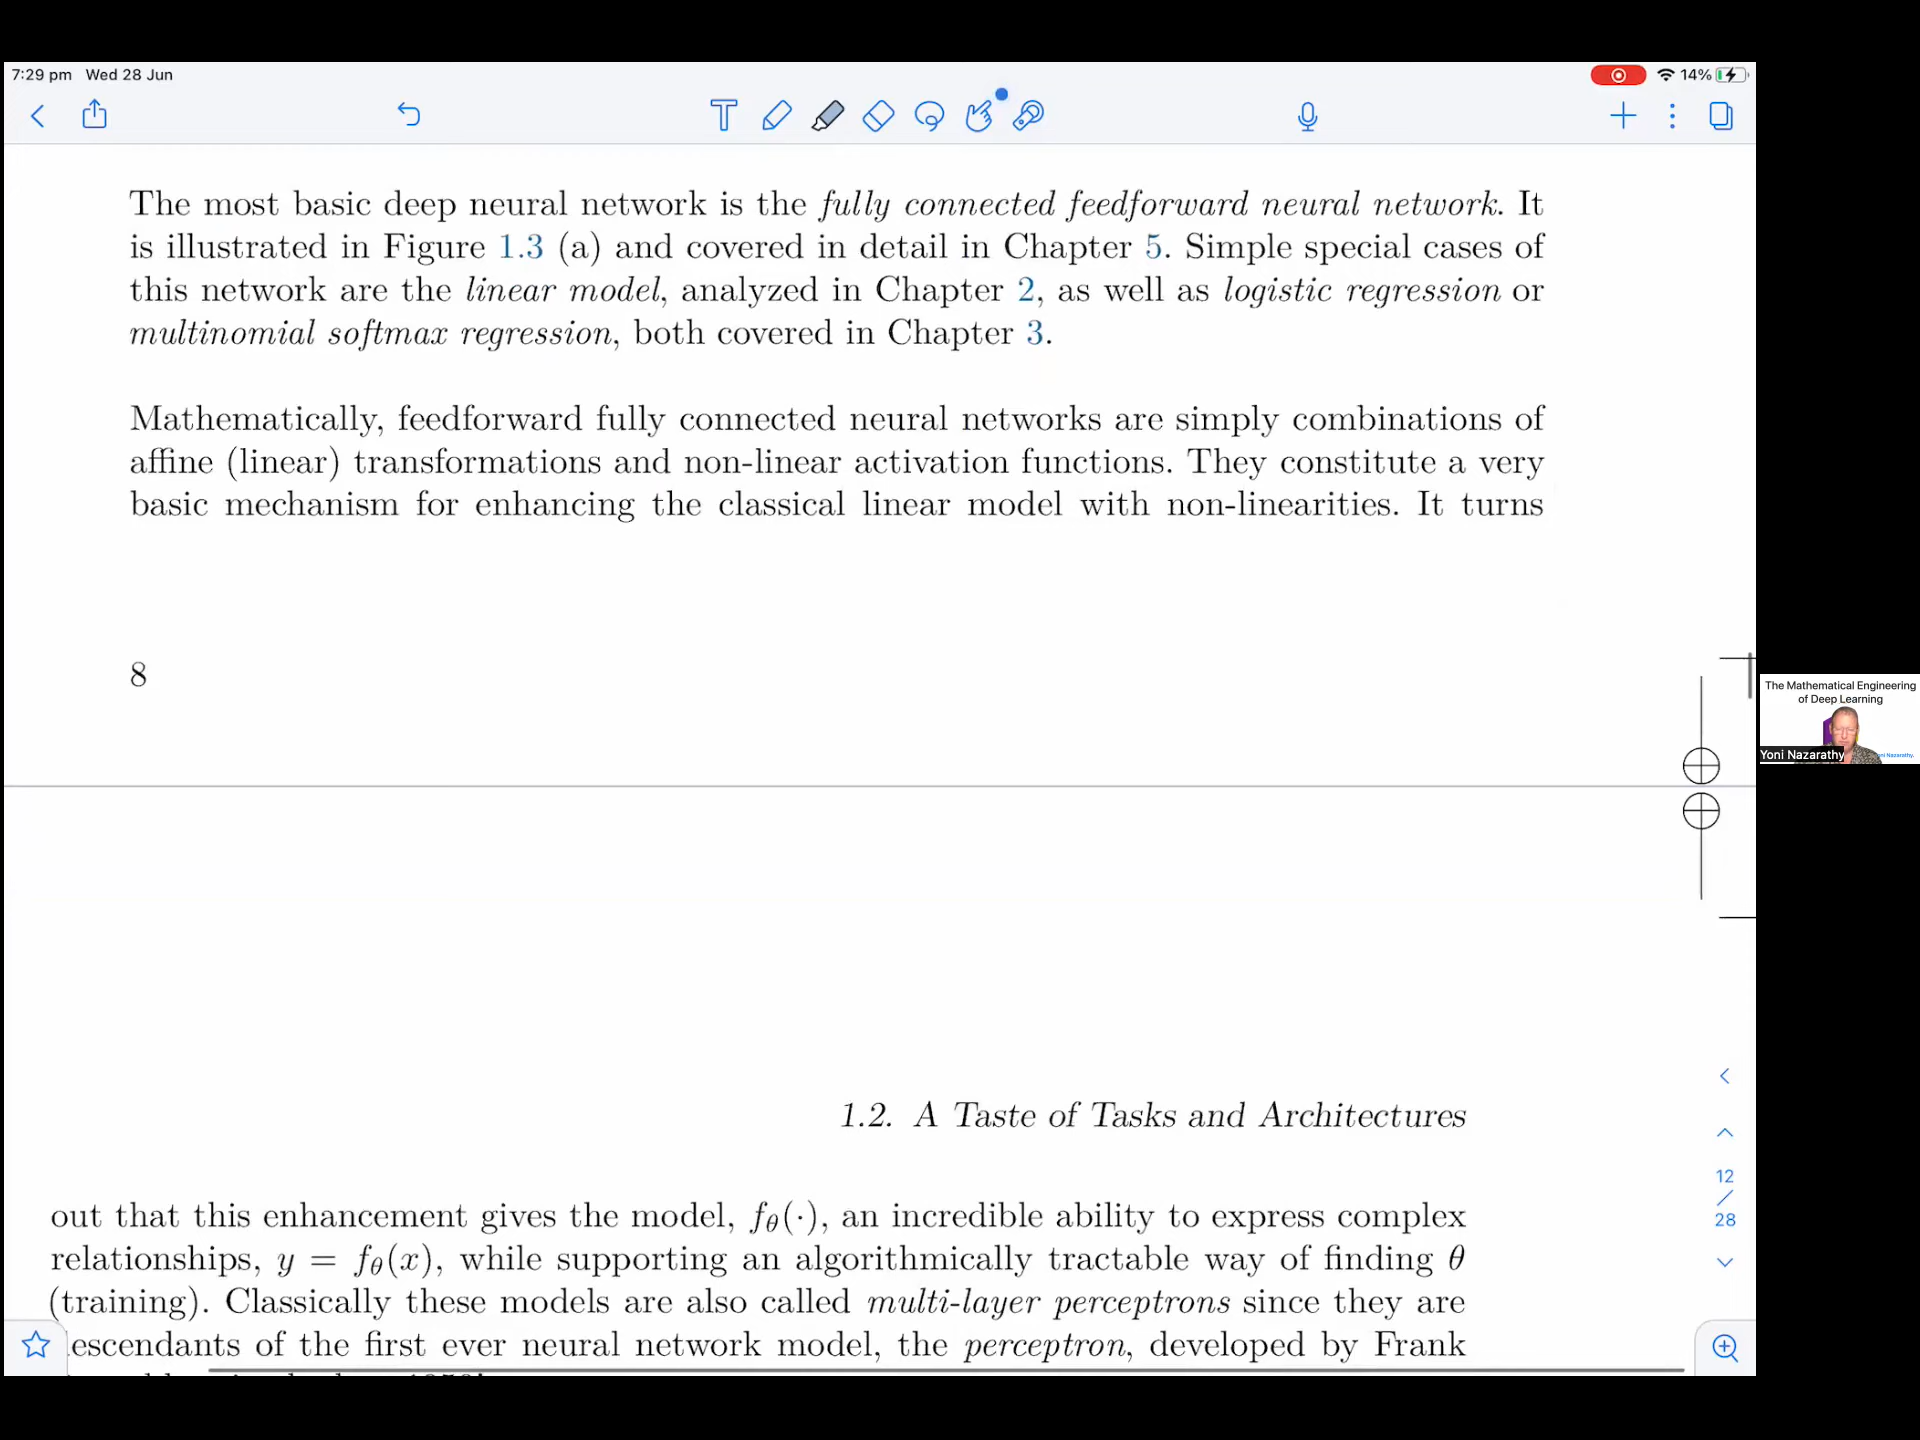 7:29 pm Wed 28 Jun
14%
The most basic deep neural network is the fully connected feedforward neural network. It
is illustrated in Figure 1.3 (a) and covered in detail in Chapter 5. Simple special cases of
this network are the linear model, analyzed in Chapter 2, as well as logistic regression or
multinomial softmax regression, both covered in Chapter 3.
Mathematically, feedforward fully connected neural networks are simply combinations of
affine (linear) transformations and non-linear activation functions. They constitute a very
basic mechanism for enhancing the classical linear model with non-linearities. It turns
8
The Mathematical Engineering
of Deep Learning
Yoni Nazarathy
1.2. A Taste of Tasks and Architectures
12
/
28
out that this enhancement gives the model, fθ(·), an incredible ability to express complex
relationships, y = fθ(x), while supporting an algorithmically tractable way of finding θ
(training). Classically these models are also called multi-layer perceptrons since they are
escendants of the first ever neural network model, the perceptron, developed by Frank